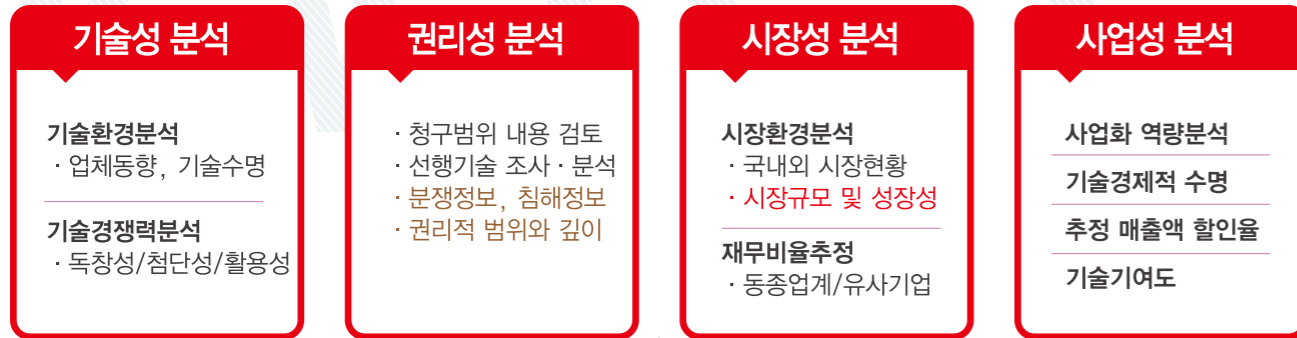 기술성 분석
기술환경분석
· 업체동향, 기술수명
기술경쟁력분석
· 독창성/첨단성/활용성
권리성 분석
· 청구범위 내용 검토
· 선행기술 조사 · 분석
· 분쟁정보, 침해정보
· 권리적 범위와 깊이
시장성 분석
시장환경분석
· 국내외 시장현황
· 시장규모 및 성장성
재무비율추정
· 동종업계/유사기업
사업성 분석
사업화 역량분석
기술경제적 수명
추정 매출액 할인율
기술기여도